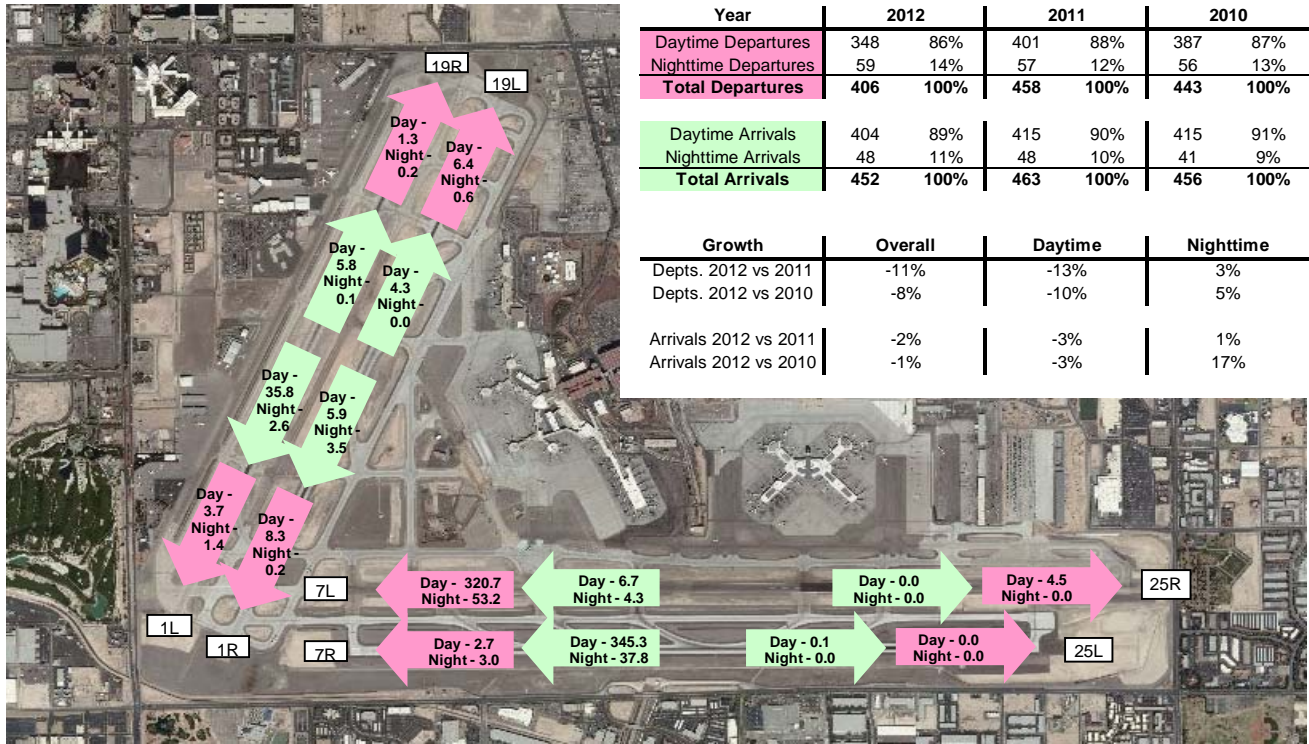 Year 2012 2011 2010
Daytime Departures 348 86% 401 88% 387 87%
Nighttime Departures 59 14% 57 12% 56 13%
Total Departures 406 100% 458 100% 443 100%
Daytime Arrivals 404 89% 415 90% 415 91%
Nighttime Arrivals 48 11% 48 10% 41 9%
Total Arrivals 452 100% 463 100% 456 100%
Growth Overall Daytime Nighttime
Depts. 2012 vs 2011 -11% -13% 3%
Depts. 2012 vs 2010 -8% -10% 5%
Arrivals 2012 vs 2011 -2% -3% 1%
Arrivals 2012 vs 2010 -1% -3% 17%
19R
19L
Day -
1.3
Night -
0.2
Day -
6.4
Night -
0.6
Day -
5.8
Night -
0.1
Day -
4.3
Night -
0.0
Day -
35.8
Night -
2.6
Day -
5.9
Night -
3.5
Day -
3.7
Night -
1.4
Day -
8.3
Night -
0.2
1L
1R
7L
Day - 320.7
Night - 53.2
Day - 6.7
Night - 4.3
Day - 0.0
Night - 0.0
Day - 4.5
Night - 0.0
25R
7R
Day - 2.7
Night - 3.0
Day - 345.3
Night - 37.8
Day - 0.1
Night - 0.0
Day - 0.0
Night - 0.0
25L